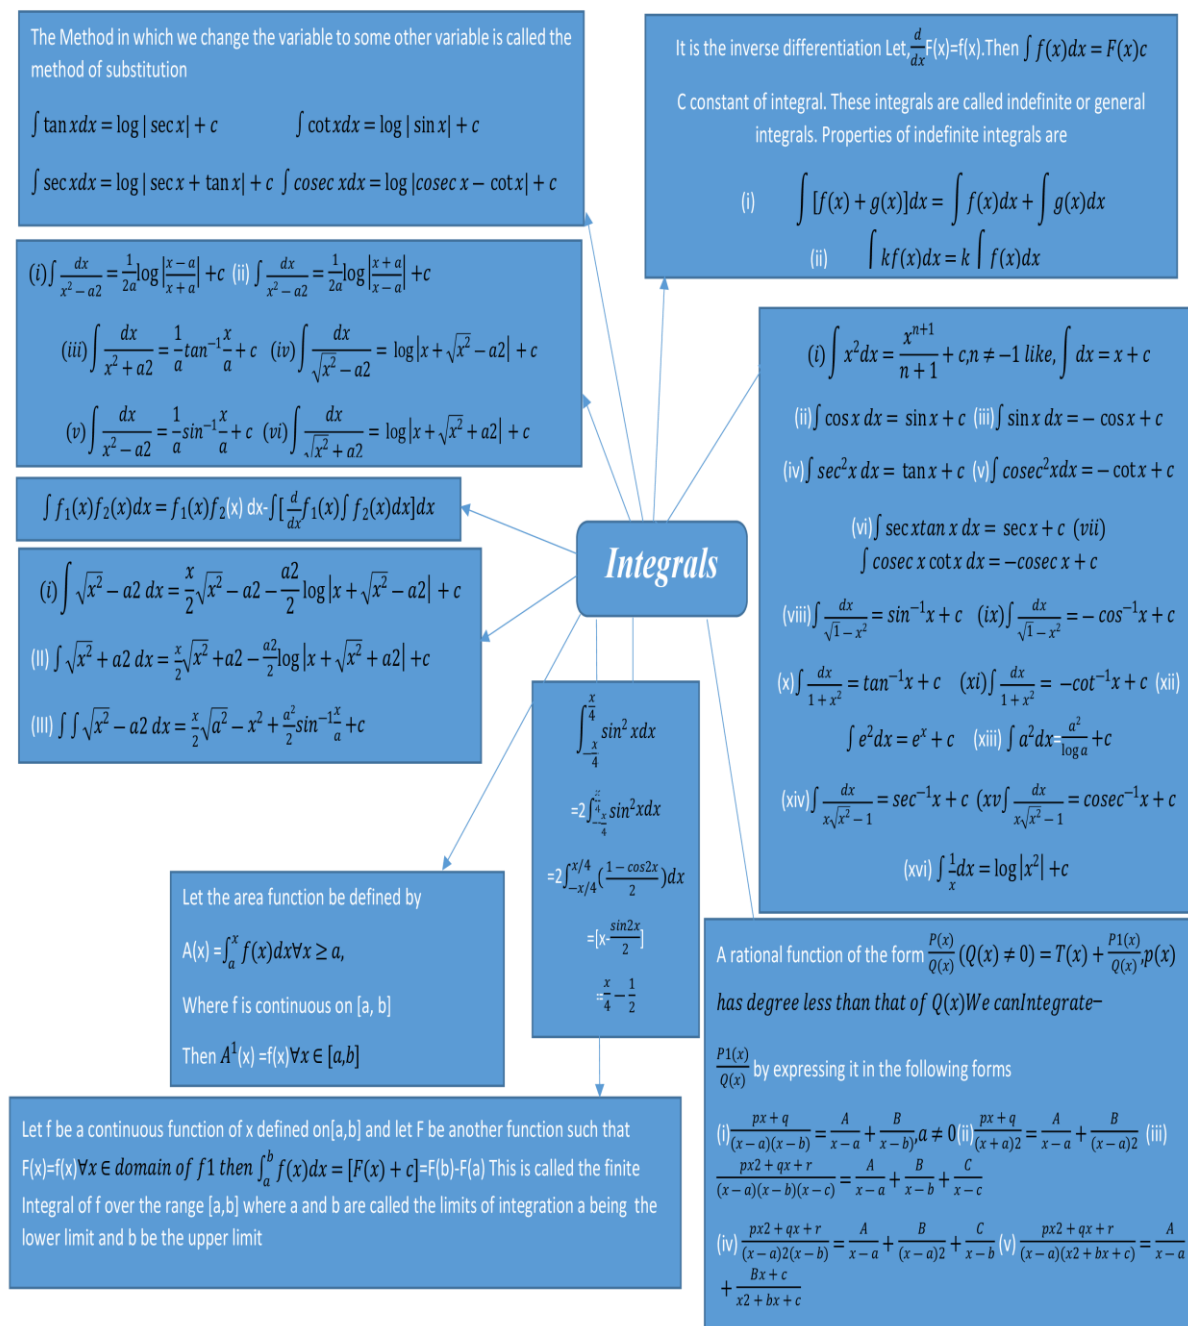 The Method in which we change the variable to some other variable is called the
method of substitution
∫ tan xdx = log | sec x| + c ∫ cot xdx = log | sin x| + c
∫ sec xdx = log | sec x + tan x| + c ∫ cosec xdx = log |cosec x − cot x| + c
It is the inverse differentiation Let, d/dx F(x)=f(x).Then ∫ f(x)dx = F(x)c
C constant of integral. These integrals are called indefinite or general
integrals. Properties of indefinite integrals are
(i) ∫ [f(x) + g(x)]dx = ∫ f(x)dx + ∫ g(x)dx
(ii) ∫ kf(x)dx = k ∫ f(x)dx
(i) ∫ dx/(x² − a2) = 1/2a log |(x − a)/(x + a)| +c (ii) ∫ dx/(x² − a2) = 1/2a log |(x + a)/(x − a)| +c
(iii) ∫ dx/(x² + a2) = 1/a tan⁻¹ x/a + c (iv) ∫ dx/(√x² − a2) = log|x + √x² − a2| + c
(v) ∫ dx/(x² − a2) = 1/a sin⁻¹ x/a + c (vi) ∫ dx/(√x² + a2) = log|x + √x² + a2| + c
(i) ∫ x²dx = xⁿ⁺¹/(n + 1) + c,n ≠ −1 like, ∫ dx = x + c
(ii) ∫ cos x dx = sin x + c (iii) ∫ sin x dx = − cos x + c
(iv) ∫ sec²x dx = tan x + c (v) ∫ cosec²xdx = − cot x + c
(vi) ∫ sec xtan x dx = sec x + c (vii)
∫ cosec x cot x dx = −cosec x + c
(viii) ∫ dx/(√1 − x²) = sin⁻¹x + c (ix) ∫ dx/(√1 − x²) = − cos⁻¹x + c
(x) ∫ dx/(1 + x²) = tan⁻¹x + c (xi) ∫ dx/(1 + x²) = −cot⁻¹x + c (xii)
∫ e²dx = eˣ + c (xiii) ∫ a²dx= a²/log a +c
(xiv) ∫ dx/(x√x² − 1) = sec⁻¹x + c (xv ∫ dx/(x√x² − 1) = cosec⁻¹x + c
(xvi) ∫ 1/x dx = log |x²| +c
∫ f₁(x)f₂(x)dx = f₁(x)f₂(x) dx-∫[ d/dx f₁(x) ∫ f₂(x)dx]dx
Integrals
(i) ∫ √x² − a2 dx = x/2 √x² − a2 − a2/2 log|x + √x² − a2| + c
(II) ∫ √x² + a2 dx = x/2 √x² +a2 − a2/2 log|x + √x² + a2| +c
(III) ∫ ∫ √x² − a2 dx = x/2 √a² − x² + a²/2 sin⁻¹ x/a +c
∫_{−x/4}^{x/4} sin² xdx
=2∫_{−x/4}^{x/4} sin²xdx
=2∫_{−x/4}^{x/4} ((1 − cos2x)/2)dx
=[x- sin2x/2]
= x/4 − 1/2
Let the area function be defined by
A(x) =∫ₐˣ f(x)dx∀x ≥ a,
Where f is continuous on [a, b]
Then A¹(x) =f(x)∀x ∈ [a,b]
Let f be a continuous function of x defined on[a,b] and let F be another function such that
F(x)=f(x)∀x ∈ domain of f1 then ∫ₐᵇ f(x)dx = [F(x) + c]=F(b)-F(a) This is called the finite
Integral of f over the range [a,b] where a and b are called the limits of integration a being the
lower limit and b be the upper limit
A rational function of the form P(x)/Q(x) (Q(x) ≠ 0) = T(x) + P1(x)/Q(x),p(x)
has degree less than that of Q(x)We canIntegrate−
P1(x)/Q(x) by expressing it in the following forms
(i) (px + q)/((x − a)(x − b)) = A/(x − a) + B/(x − b),a ≠ 0(ii) (px + q)/((x + a)2) = A/(x − a) + B/((x − a)2) (iii)
(px2 + qx + r)/((x − a)(x − b)(x − c)) = A/(x − a) + B/(x − b) + C/(x − c)
(iv) (px2 + qx + r)/((x − a)2(x − b)) = A/(x − a) + B/((x − a)2) + C/(x − b) (v) (px2 + qx + r)/((x − a)(x2 + bx + c)) = A/(x − a)
+ (Bx + c)/(x2 + bx + c)